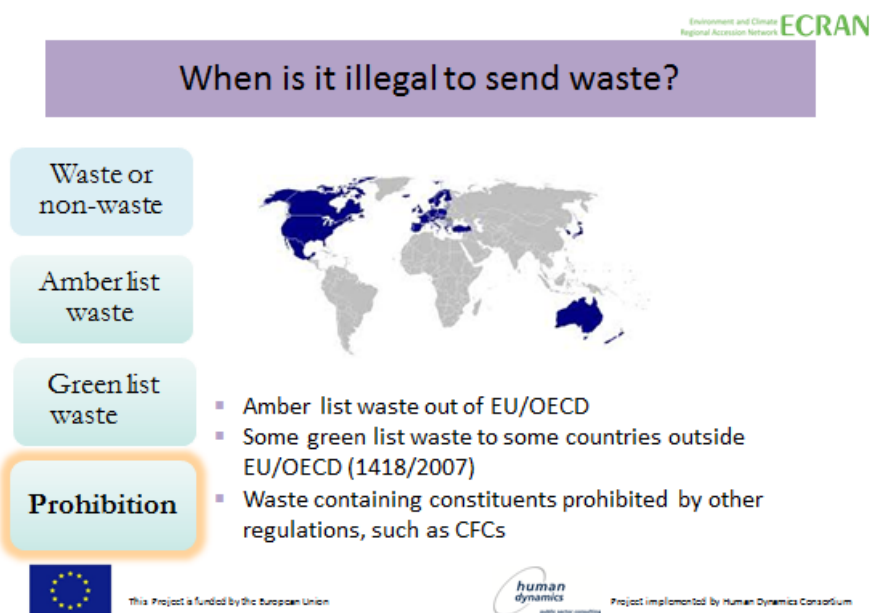 Environment and Climate
Regional Accession Network ECRAN
When is it illegal to send waste?
Waste or
non-waste
Amber list
waste
Green list
waste
Prohibition
Amber list waste out of EU/OECD
Some green list waste to some countries outside
EU/OECD (1418/2007)
Waste containing constituents prohibited by other
regulations, such as CFCs
This Project is funded by the European Union
human
dynamics
public sector consulting
Project implemented by Human Dynamics Consortium